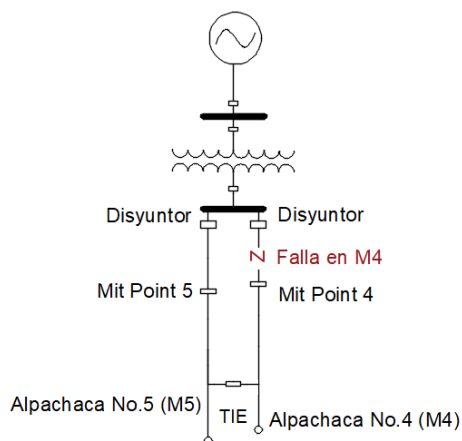 Disyuntor
Disyuntor
Falla en M4
Mit Point 5
Mit Point 4
Alpachaca No.5 (M5)
TIE
Alpachaca No.4 (M4)